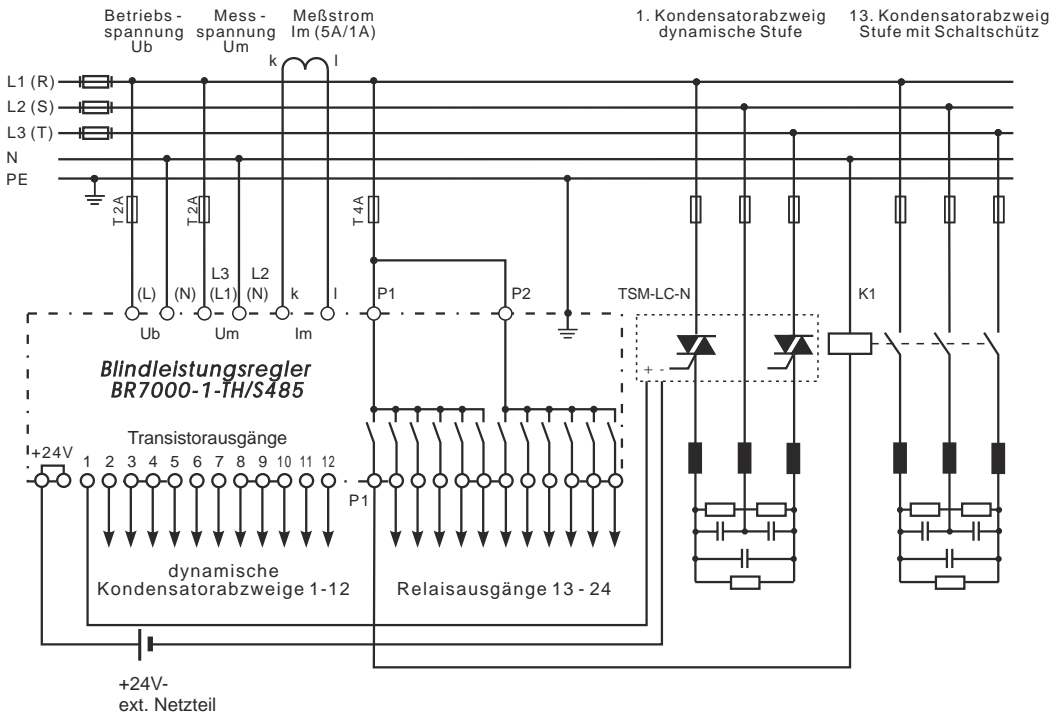 Betriebs -
spannung
Ub
Mess -
spannung
Um
Meßstrom
Im (5A/1A)
1. Kondensatorabzweig
dynamische Stufe
13. Kondensatorabzweig
Stufe mit Schaltschütz
k
l
L1 (R)
L2 (S)
L3 (T)
N
PE
T 2A
T 2A
T 4A
(L)
(N)
L3
(L1)
L2
(N)
k
l
P1
P2
TSM-LC-N
K1
Ub
Um
Im
Blindleistungsregler
BR7000-1-TH/S485
+ -
Transistorausgänge
+24V
1 2 3 4 5 6 7 8 9 10 11 12
P1
dynamische
Kondensatorabzweige 1-12
Relaisausgänge 13 - 24
+24V-
ext. Netzteil